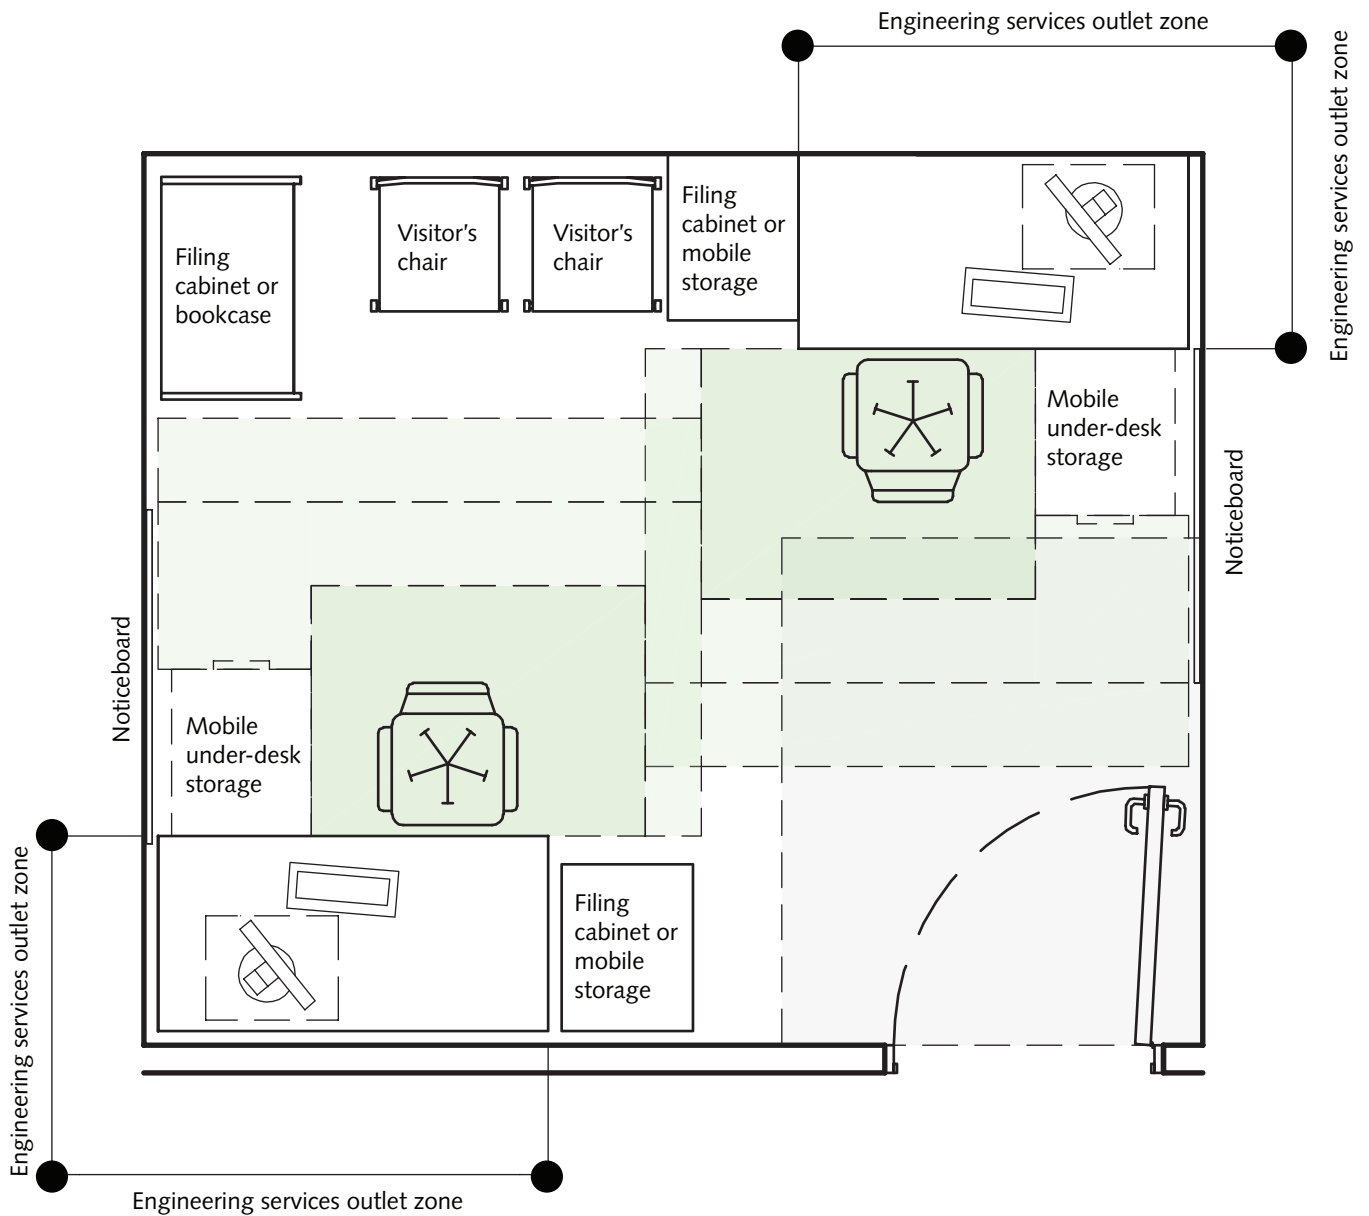 Engineering services outlet zone
Engineering services outlet zone
Filing
cabinet or
bookcase
Visitor's
chair
Visitor's
chair
Filing
cabinet or
mobile
storage
Mobile
under-desk
storage
Noticeboard
Noticeboard
Mobile
under-desk
storage
Filing
cabinet or
mobile
storage
Engineering services outlet zone
Engineering services outlet zone